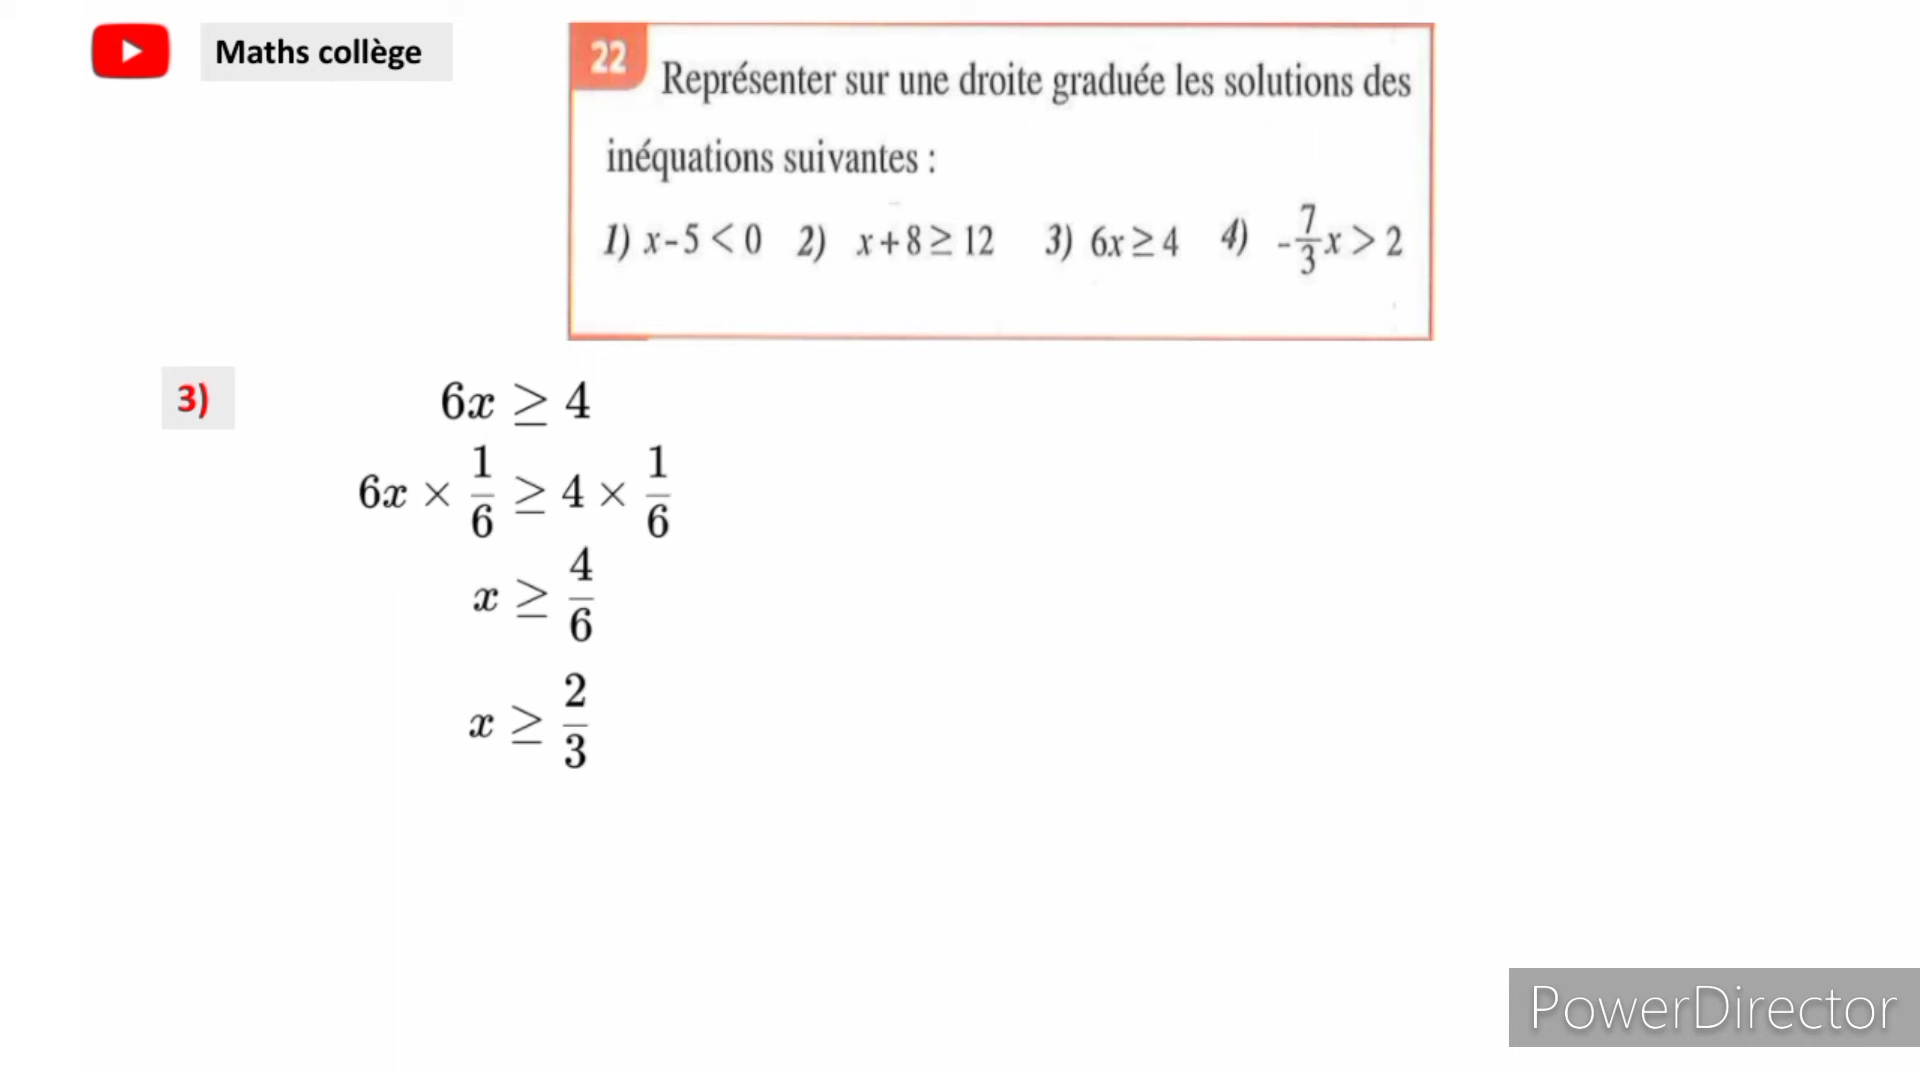 Maths collège
22
Représenter sur une droite graduée les solutions des
inéquations suivantes :
1) x-5 < 0 2) x+8 ≥ 12 3) 6x ≥ 4 4) -7/3 x > 2
3)
6x ≥ 4
6x × 1/6 ≥ 4 × 1/6
x ≥ 4/6
x ≥ 2/3
PowerDirector